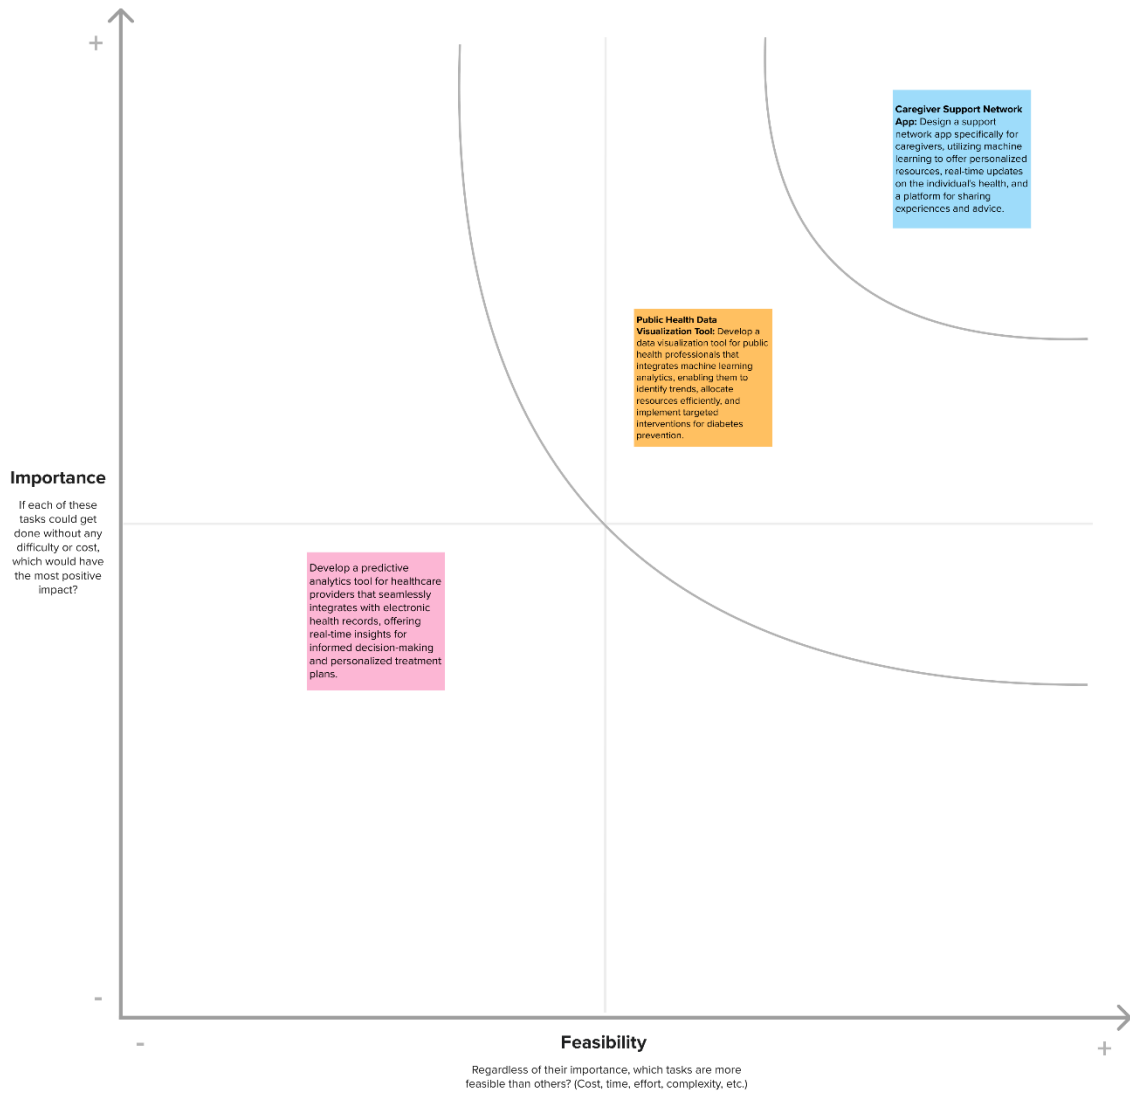 +
Caregiver Support Network
App: Design a support
network app specifically for
caregivers, utilizing machine
learning to offer personalized
resources, real-time updates
on the individual's health, and
a platform for sharing
experiences and advice.
Public Health Data
Visualization Tool: Develop a
data visualization tool for public
health professionals that
integrates machine learning
analytics, enabling them to
identify trends, allocate
resources efficiently, and
implement targeted
interventions for diabetes
prevention.
Importance
If each of these
tasks could get
done without any
difficulty or cost,
which would have
the most positive
impact?
Develop a predictive
analytics tool for healthcare
providers that seamlessly
integrates with electronic
health records, offering
real-time insights for
informed decision-making
and personalized treatment
plans.
-
-
Feasibility
+
Regardless of their importance, which tasks are more
feasible than others? (Cost, time, effort, complexity, etc.)